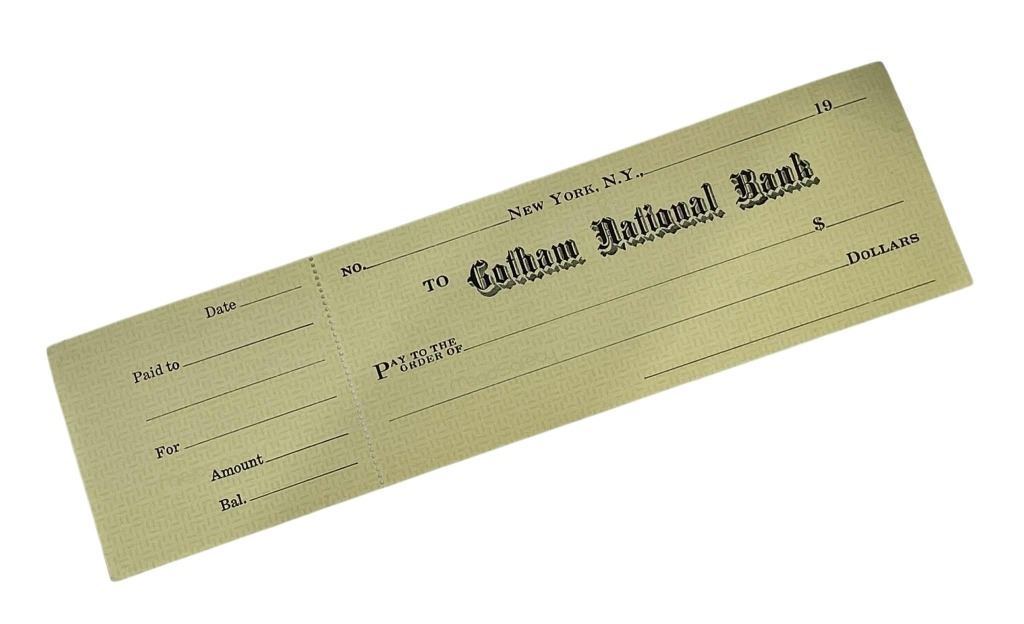 Date
Paid to
For
Amount
Bal.
NO. NEW YORK, N.Y., 19
TO Gotham National Bank
PAY TO THE ORDER OF $
DOLLARS